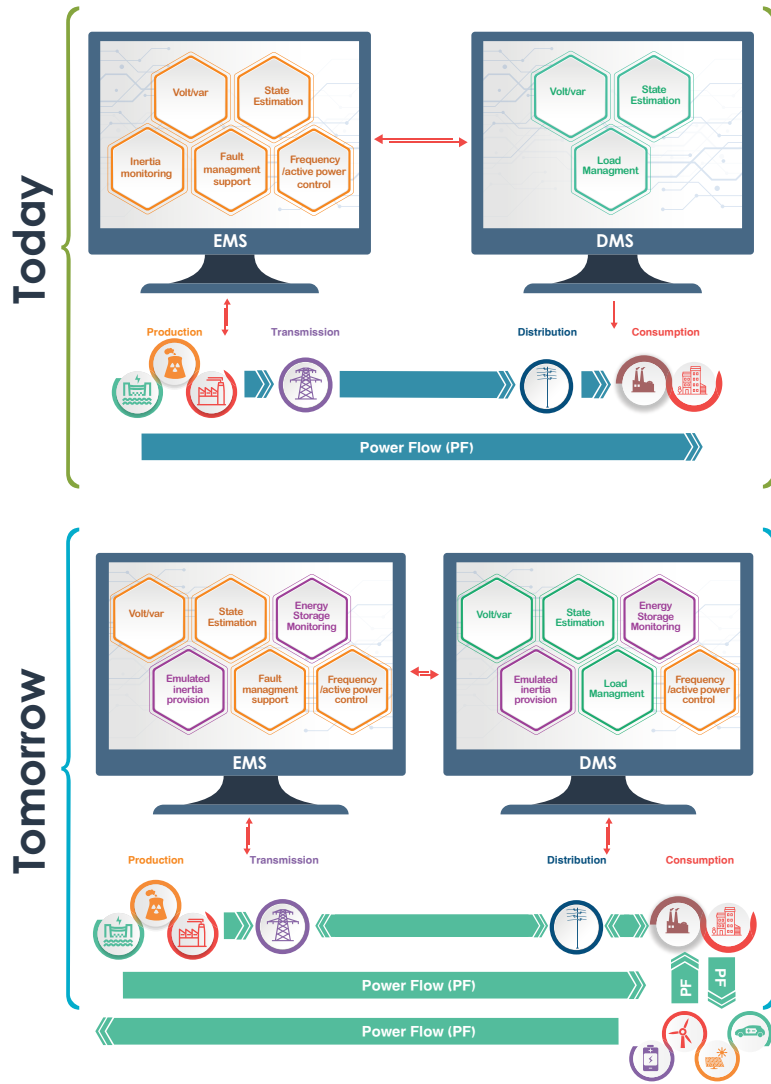 Today
Volt/var
State
Estimation
Inertia
monitoring
Fault
managment
support
Frequency
/active power
control
EMS
Volt/var
State
Estimation
Load
Managment
DMS
Production
Transmission
Distribution
Consumption
Power Flow (PF)
Tomorrow
Volt/var
State
Estimation
Energy
Storage
Monitoring
Emulated
inertia
provision
Fault
managment
support
Frequency
/active power
control
EMS
Volt/var
State
Estimation
Energy
Storage
Monitoring
Emulated
inertia
provision
Load
Managment
Frequency
/active power
control
DMS
Production
Transmission
Distribution
Consumption
Power Flow (PF)
PF
PF
Power Flow (PF)